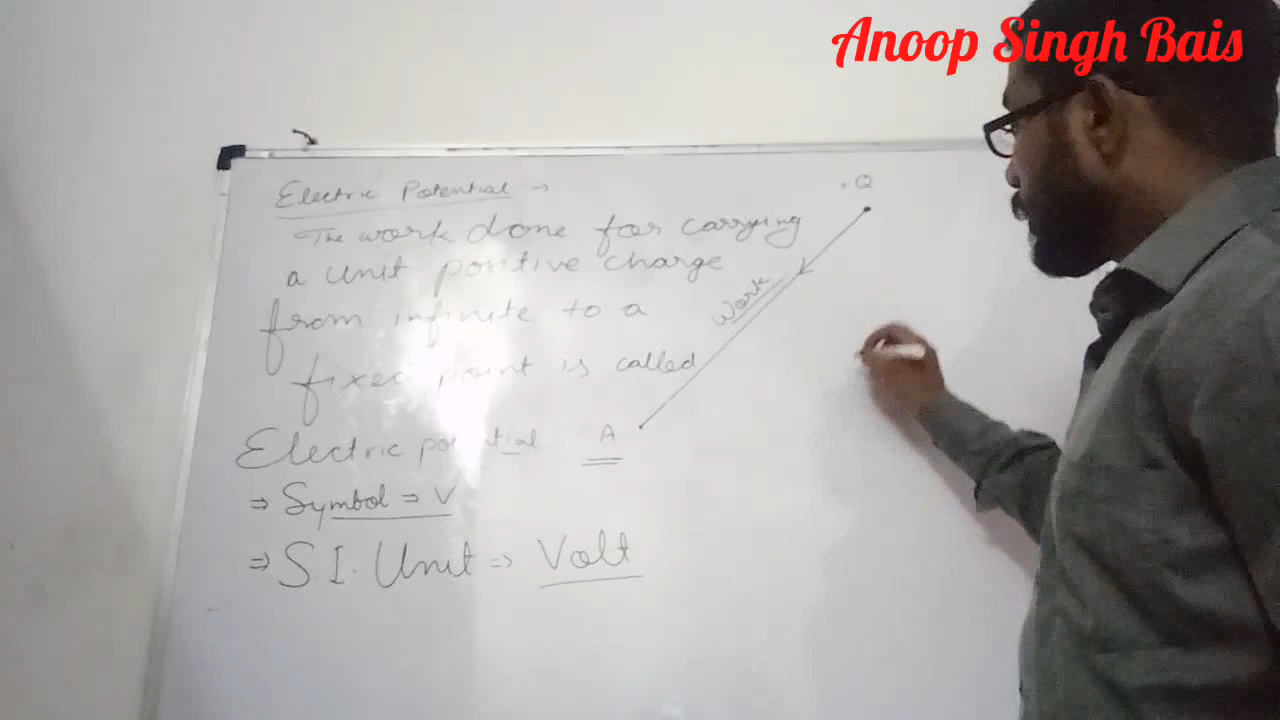 Anoop Singh Bais
Electric Potential →
The work done for carrying
a unit positive charge
from infinite to a
fixed point is called
Electric potential
⇒ Symbol ⇒ V
⇒ S I. Unit ⇒ Volt
+Q
Work
A